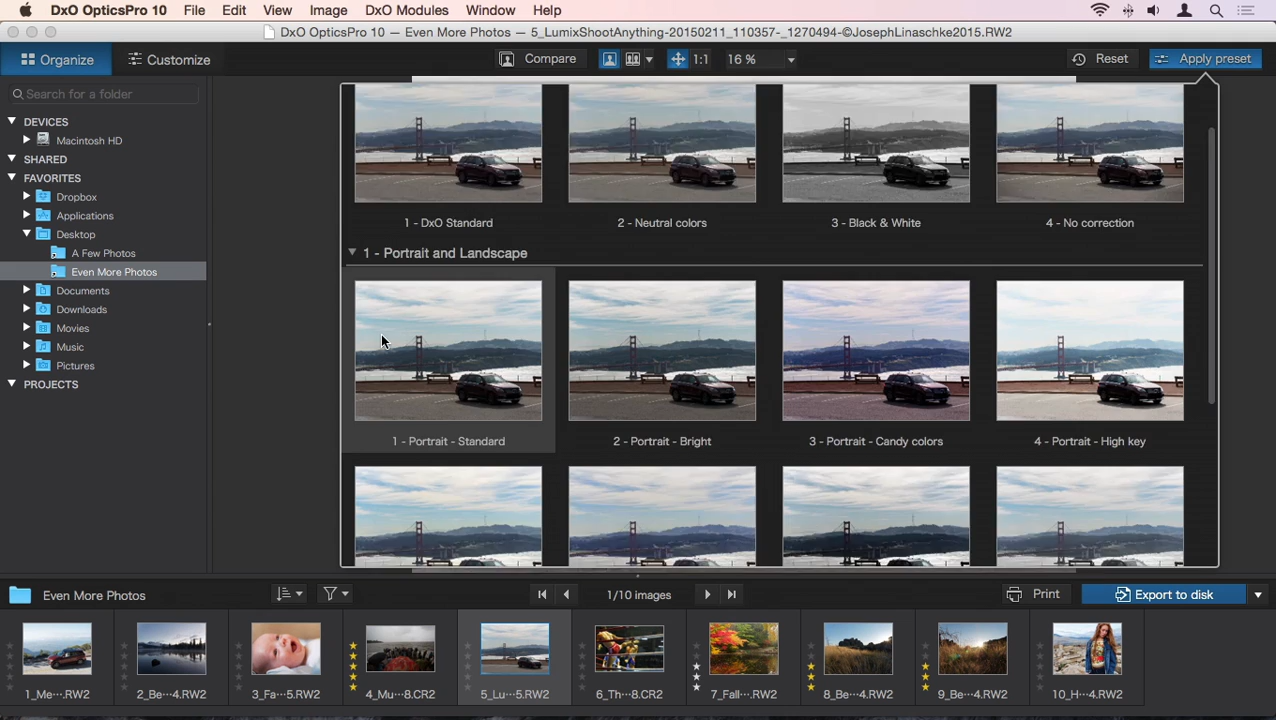 DxO OpticsPro 10 File Edit View Image DxO Modules Window Help
DxO OpticsPro 10 — Even More Photos — 5_LumixShootAnything-20150211_110357-_1270494-©JosephLinaschke2015.RW2
Organize Customize Compare 1:1 16 % Reset Apply preset
Search for a folder
DEVICES
Macintosh HD
SHARED
FAVORITES
Dropbox
Applications
Desktop
A Few Photos
Even More Photos
Documents
Downloads
Movies
Music
Pictures
PROJECTS
1 - DxO Standard 2 - Neutral colors 3 - Black & White 4 - No correction
1 - Portrait and Landscape
1 - Portrait - Standard 2 - Portrait - Bright 3 - Portrait - Candy colors 4 - Portrait - High key
Even More Photos 1/10 images Print Export to disk
1_Me···.RW2 2_Be···4.RW2 3_Fa···5.RW2 4_Mu···8.CR2 5_Lu···5.RW2 6_Th···8.CR2 7_Fall···.RW2 8_Be···4.RW2 9_Be···4.RW2 10_H···4.RW2